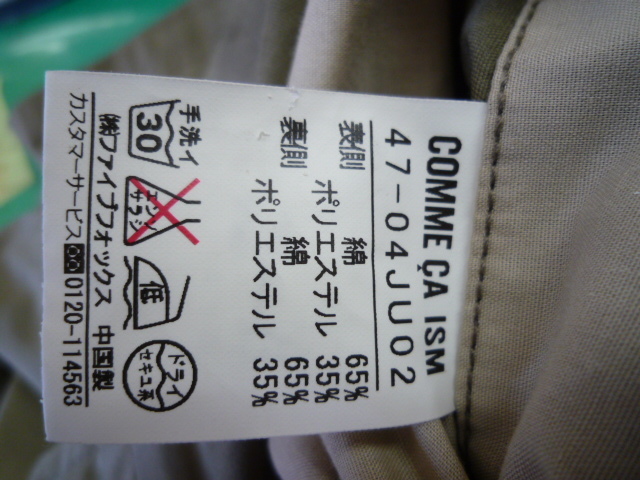 COMME ÇA ISM
47-04JU02
表側 綿 65%
ポリエステル 35%
裏側 綿 65%
ポリエステル 35%
手洗イ 30 エンソサラシ 低 ドライ セキユ系
㈱ファイブフォックス 中国製
カスタマーサービス 0120-114563